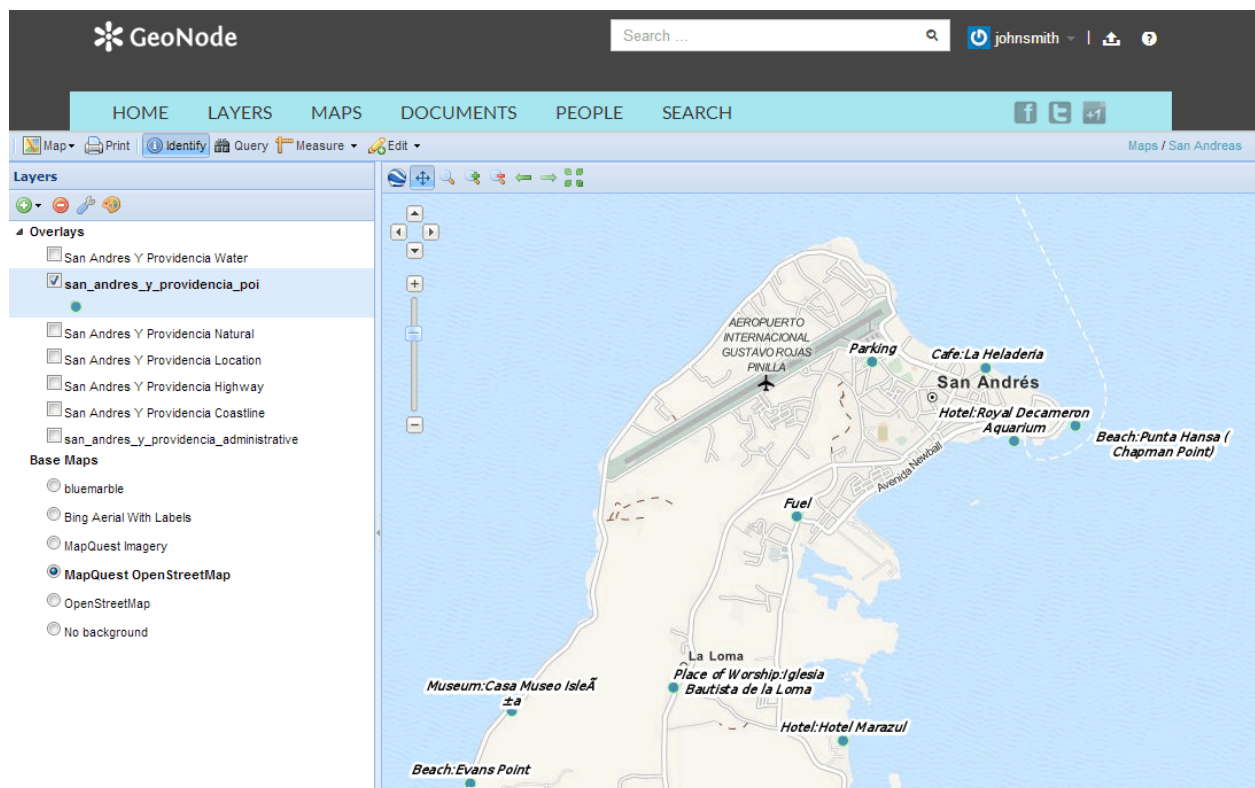 GeoNode
Search ...
johnsmith
HOME LAYERS MAPS DOCUMENTS PEOPLE SEARCH
f t +1
Map Print Identify Query Measure Edit
Maps / San Andreas
Layers
Overlays
San Andres Y Providencia Water
san_andres_y_providencia_poi
San Andres Y Providencia Natural
San Andres Y Providencia Location
San Andres Y Providencia Highway
San Andres Y Providencia Coastline
san_andres_y_providencia_administrative
Base Maps
bluemarble
Bing Aerial With Labels
MapQuest Imagery
MapQuest OpenStreetMap
OpenStreetMap
No background
AEROPUERTO
INTERNACIONAL
GUSTAVO ROJAS
PINILLA
Parking
Cafe:La Heladeria
San Andrés
Hotel:Royal Decameron
Aquarium
Beach:Punta Hansa (
Chapman Point)
Avenida Newball
Fuel
La Loma
Place of Worship:Iglesia
Bautista de la Loma
Museum:Casa Museo IsleÃ
±a
Hotel:Hotel Marazul
Beach:Evans Point